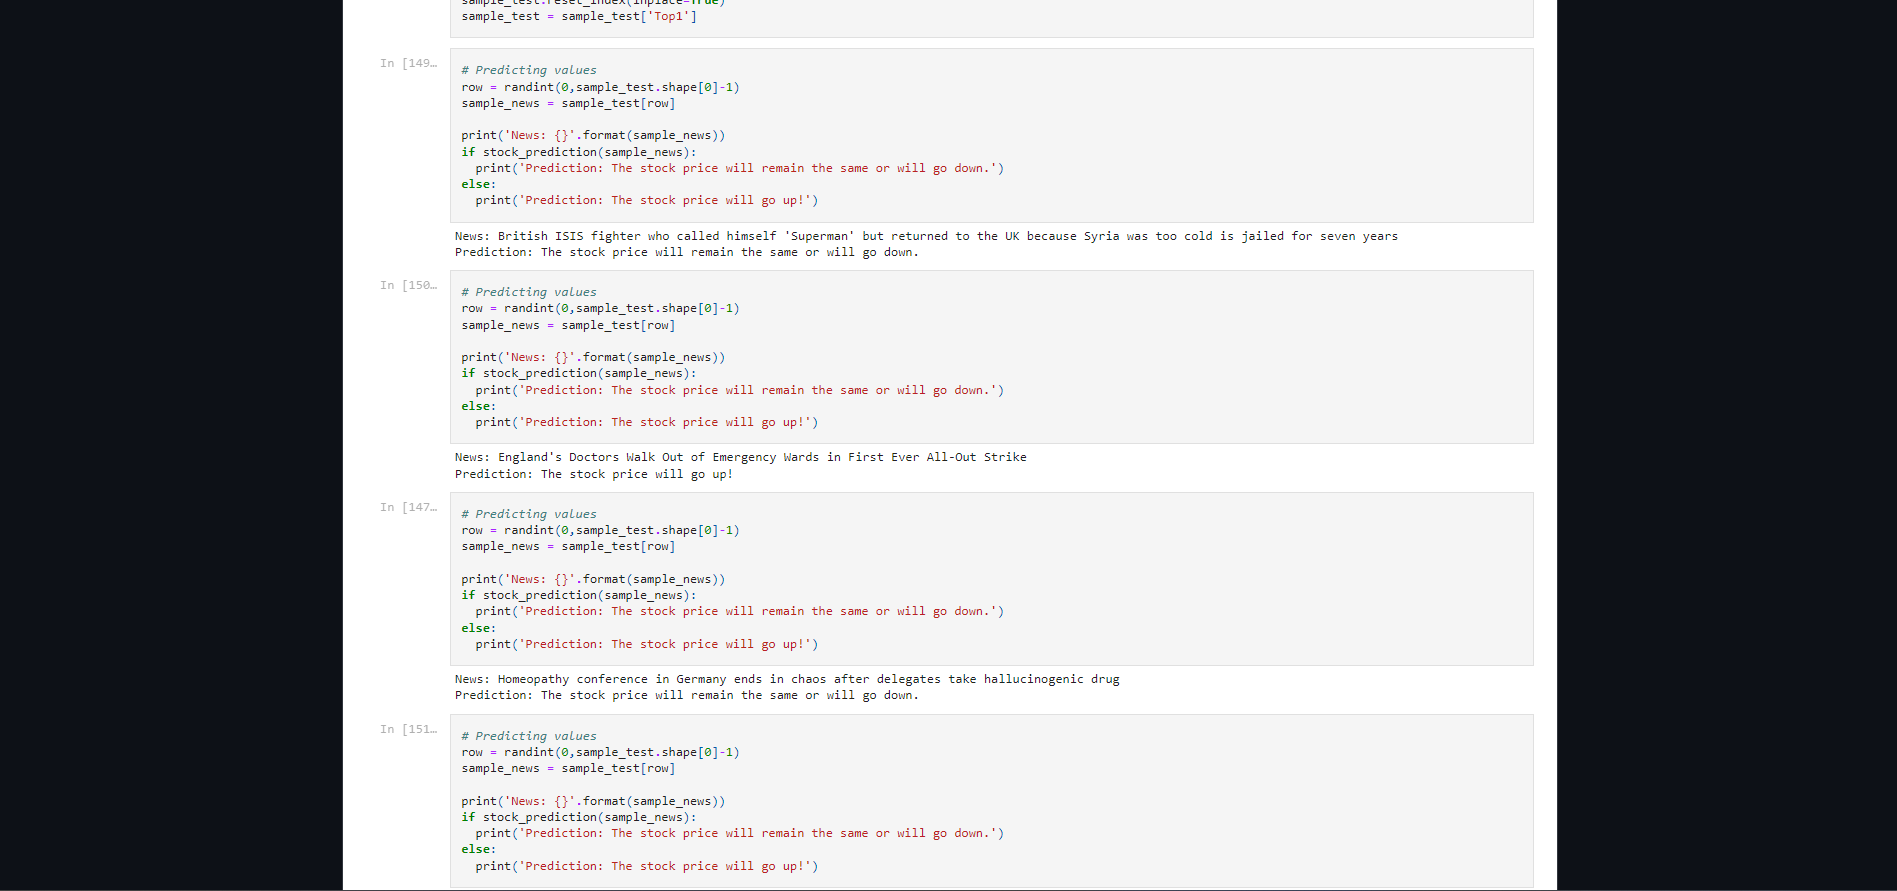 sample_test.reset_index(inplace=True)
sample_test = sample_test['Top1']
In [149…
# Predicting values
row = randint(0,sample_test.shape[0]-1)
sample_news = sample_test[row]
print('News: {}'.format(sample_news))
if stock_prediction(sample_news):
print('Prediction: The stock price will remain the same or will go down.')
else:
print('Prediction: The stock price will go up!')
News: British ISIS fighter who called himself 'Superman' but returned to the UK because Syria was too cold is jailed for seven years
Prediction: The stock price will remain the same or will go down.
In [150…
# Predicting values
row = randint(0,sample_test.shape[0]-1)
sample_news = sample_test[row]
print('News: {}'.format(sample_news))
if stock_prediction(sample_news):
print('Prediction: The stock price will remain the same or will go down.')
else:
print('Prediction: The stock price will go up!')
News: England's Doctors Walk Out of Emergency Wards in First Ever All-Out Strike
Prediction: The stock price will go up!
In [147…
# Predicting values
row = randint(0,sample_test.shape[0]-1)
sample_news = sample_test[row]
print('News: {}'.format(sample_news))
if stock_prediction(sample_news):
print('Prediction: The stock price will remain the same or will go down.')
else:
print('Prediction: The stock price will go up!')
News: Homeopathy conference in Germany ends in chaos after delegates take hallucinogenic drug
Prediction: The stock price will remain the same or will go down.
In [151…
# Predicting values
row = randint(0,sample_test.shape[0]-1)
sample_news = sample_test[row]
print('News: {}'.format(sample_news))
if stock_prediction(sample_news):
print('Prediction: The stock price will remain the same or will go down.')
else:
print('Prediction: The stock price will go up!')